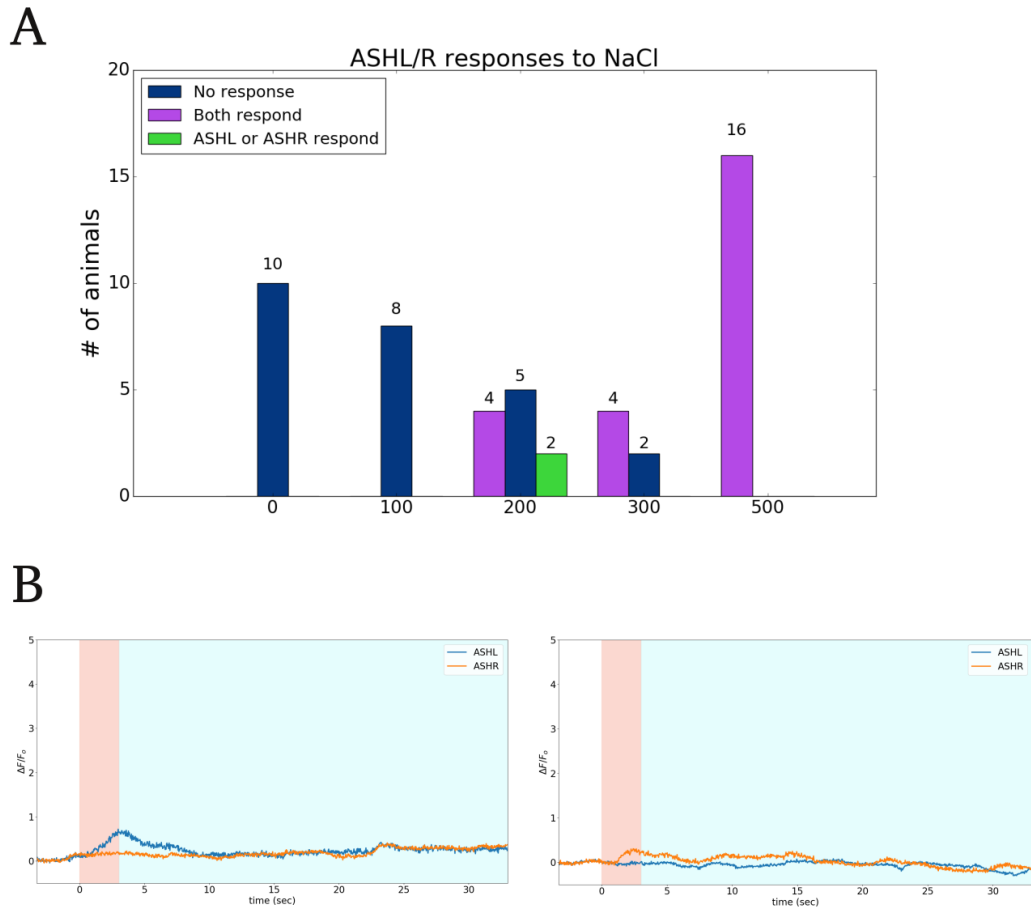 A
ASHL/R responses to NaCl
No response
Both respond
ASHL or ASHR respond
# of animals
20
15
10
5
0
10
8
4
5
2
4
2
16
0 100 200 300 500
B
5
4
3
2
1
0
ΔF/Fₒ
ASHL
ASHR
0 5 10 15 20 25 30
time (sec)
5
4
3
2
1
0
ΔF/Fₒ
ASHL
ASHR
0 5 10 15 20 25 30
time (sec)